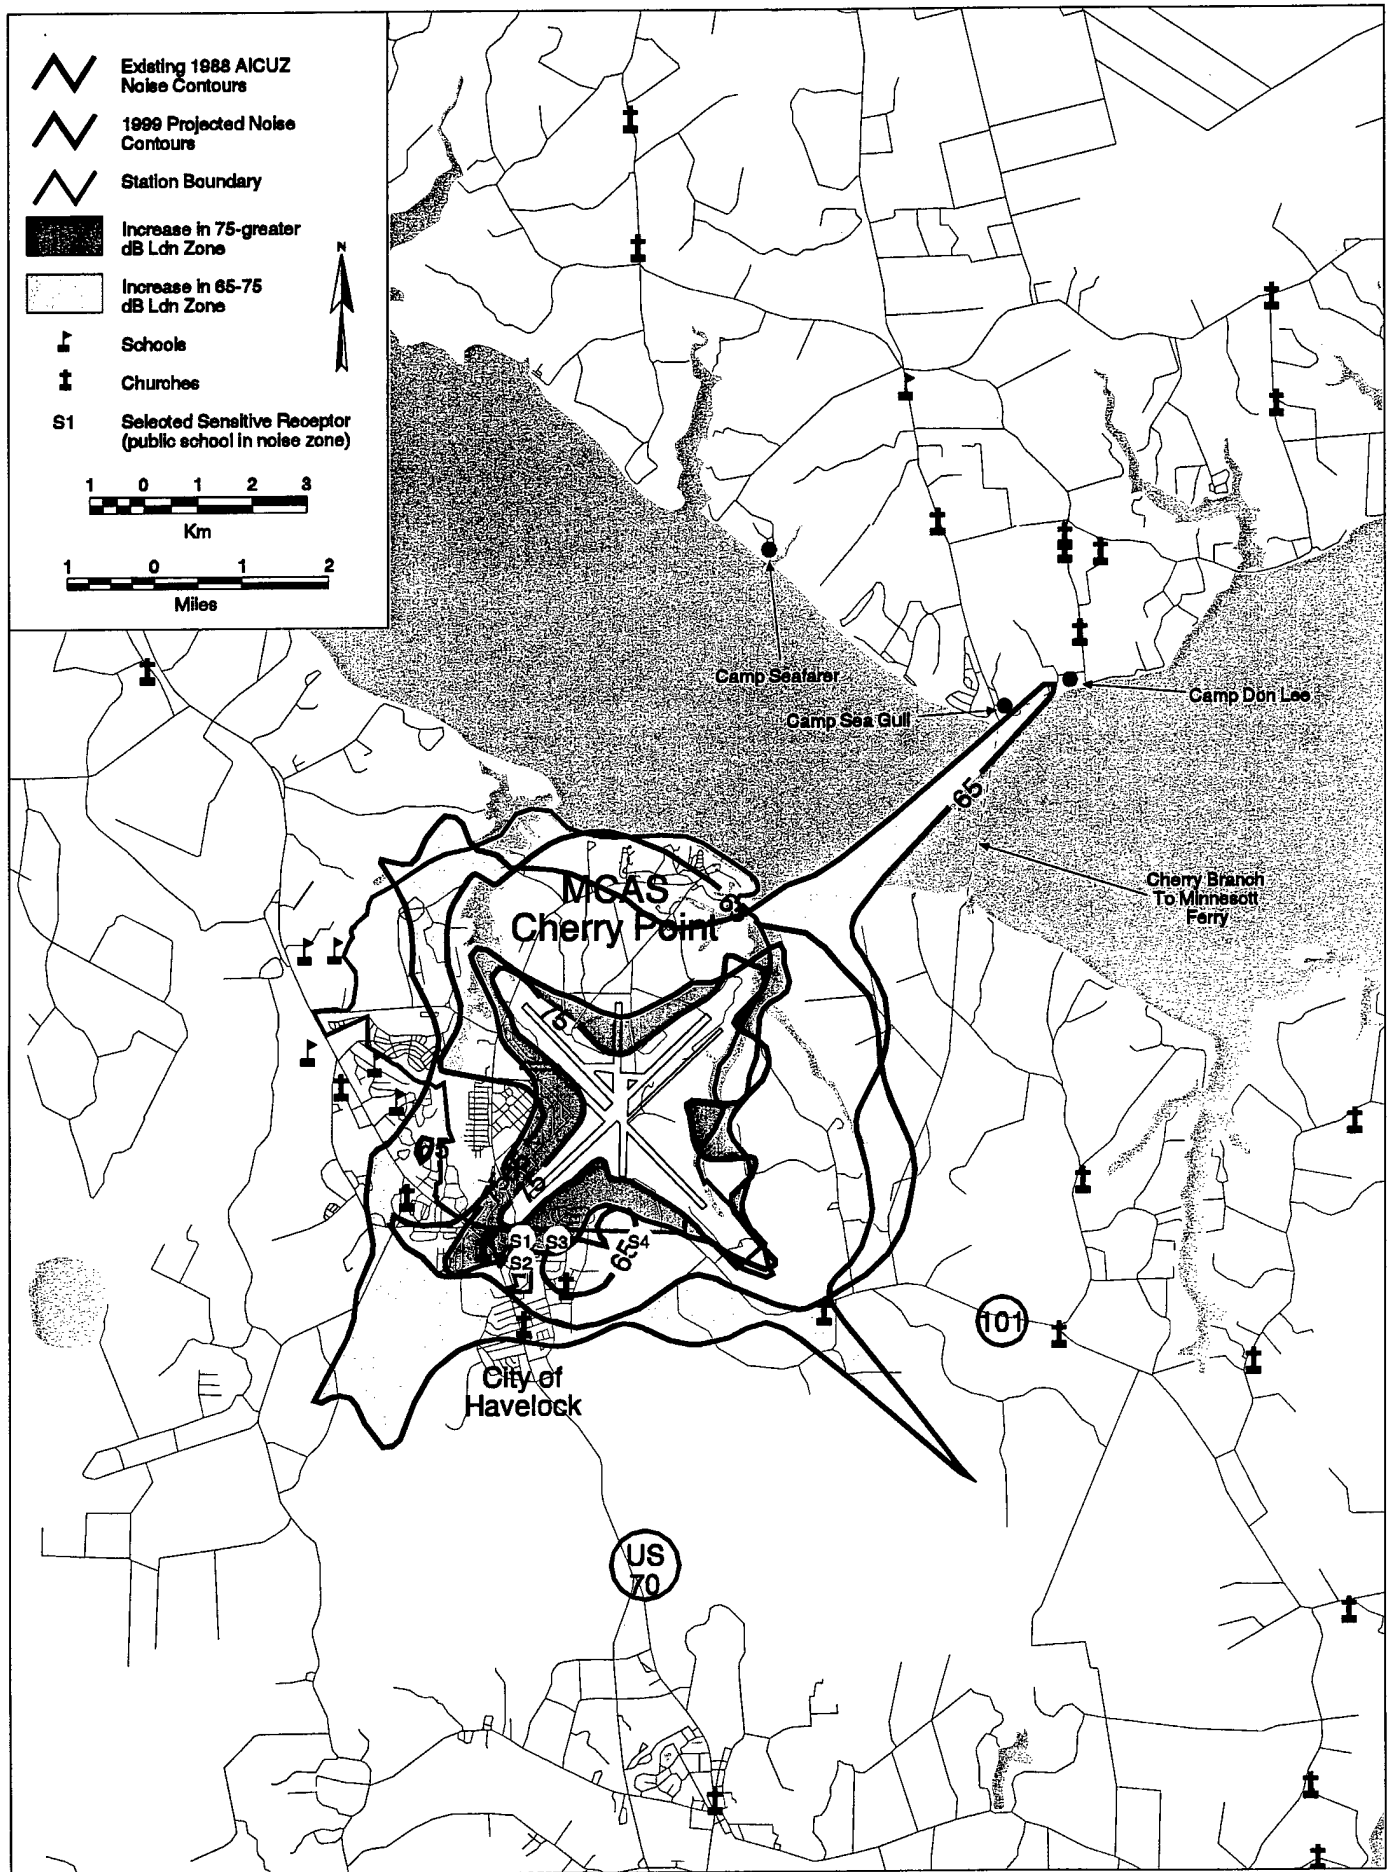 Existing 1988 AICUZ
Noise Contours
1999 Projected Noise
Contours
Station Boundary
Increase in 75-greater
dB Ldn Zone
Increase in 65-75
dB Ldn Zone
N
Schools
Churches
S1
Selected Sensitive Receptor
(public school in noise zone)
1 0 1 2 3
Km
1 0 1 2
Miles
Camp Seafarer
Camp Don Lee
Camp Sea Gull
65
Cherry Branch
To Minnesott
Ferry
MCAS
Cherry Point
65
75
65
75
S1
S3
S4
S2
65
101
City of
Havelock
US
70